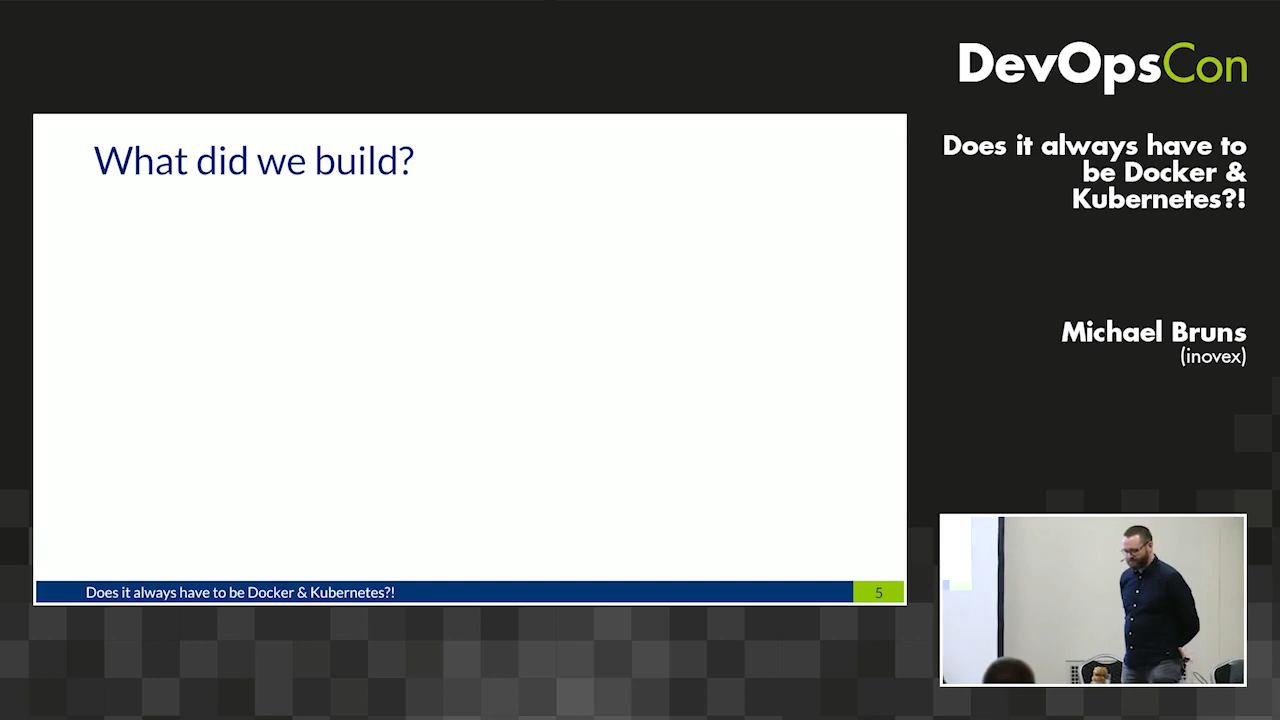 DevOpsCon
Does it always have to
be Docker &
Kubernetes?!
Michael Bruns
(inovex)
What did we build?
Does it always have to be Docker & Kubernetes?!
5